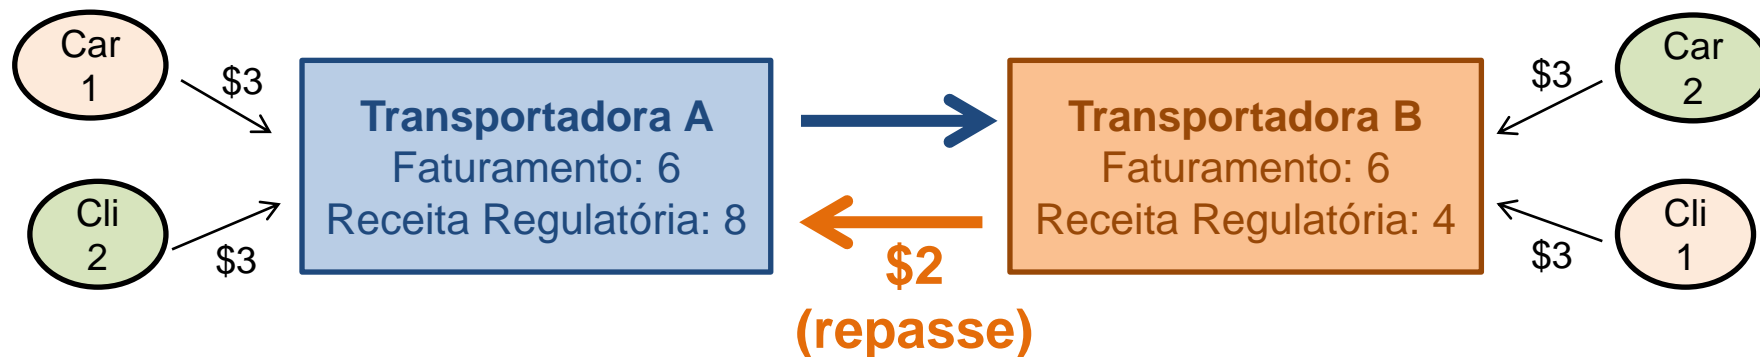 Car
1
$3
Cli
2
$3
Transportadora A
Faturamento: 6
Receita Regulatória: 8
$2
(repasse)
Transportadora B
Faturamento: 6
Receita Regulatória: 4
$3
Car
2
$3
Cli
1